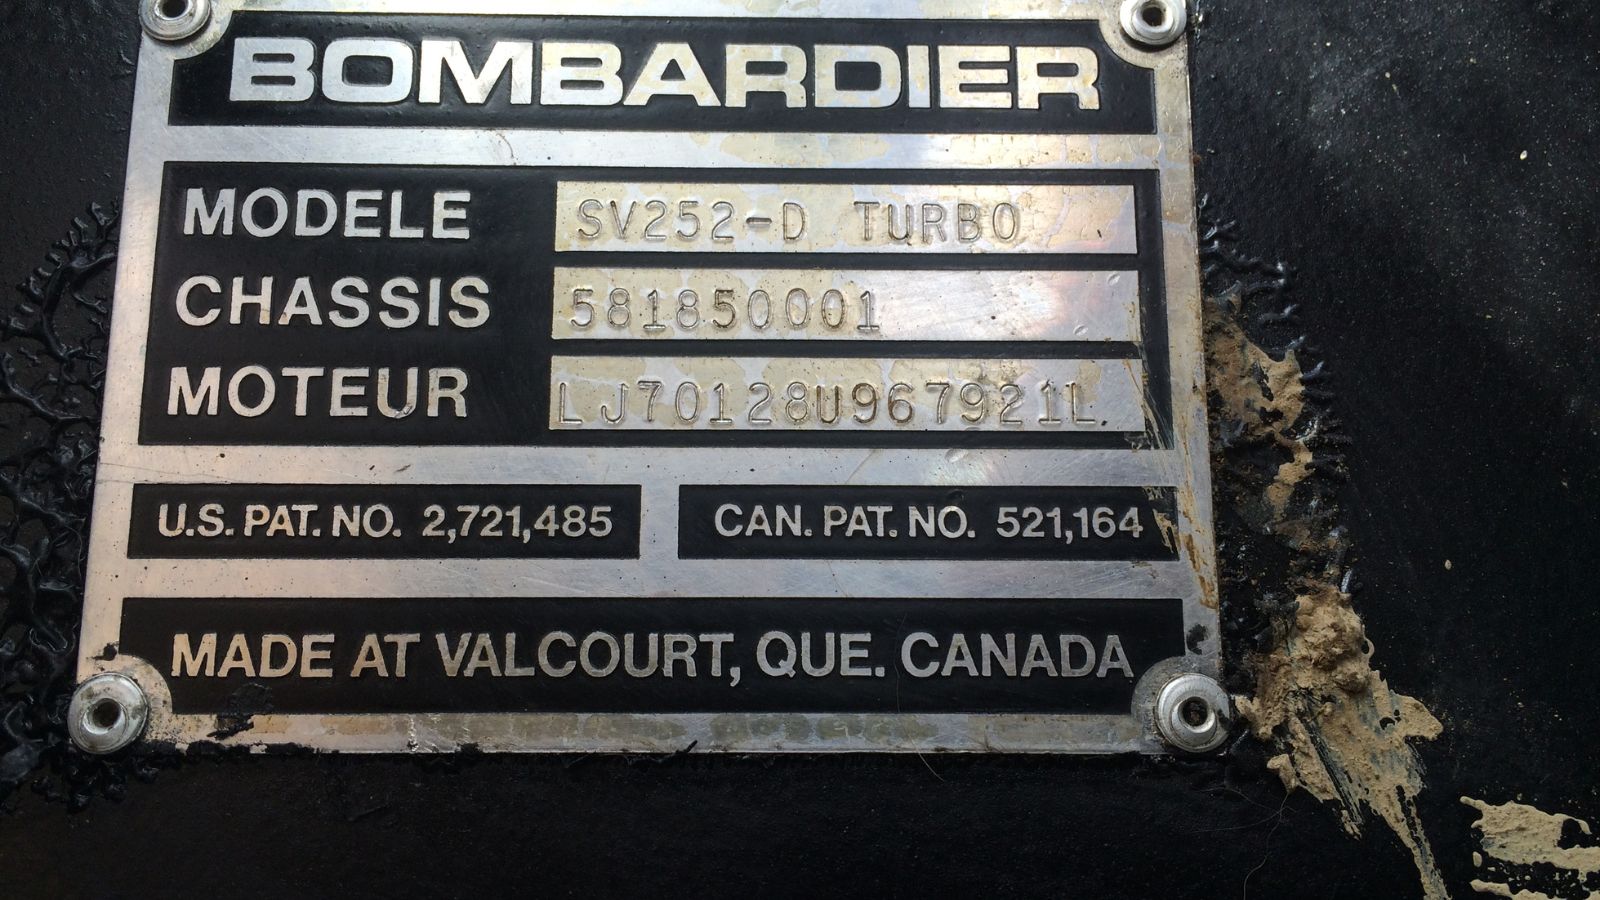 BOMBARDIER
MODELE SV252-D TURBO
CHASSIS 581850001
MOTEUR LJ70128U967921L
U.S. PAT. NO. 2,721,485 CAN. PAT. NO. 521,164
MADE AT VALCOURT, QUE. CANADA